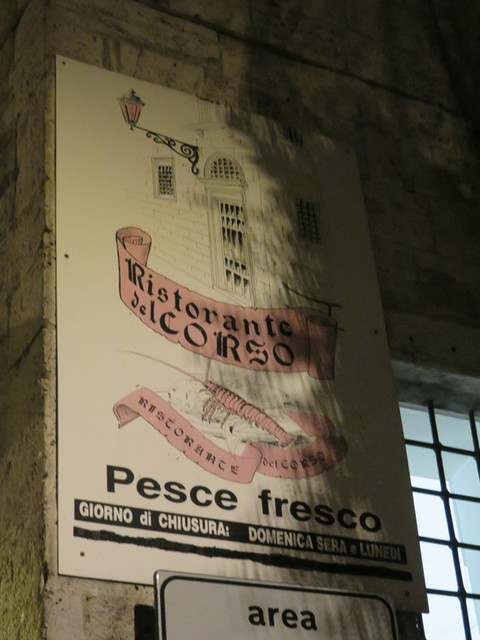 Ristorante
del CORSO
RISTORANTE del CORSO
Pesce fresco
GIORNO di CHIUSURA: DOMENICA SERA e LUNEDI
area